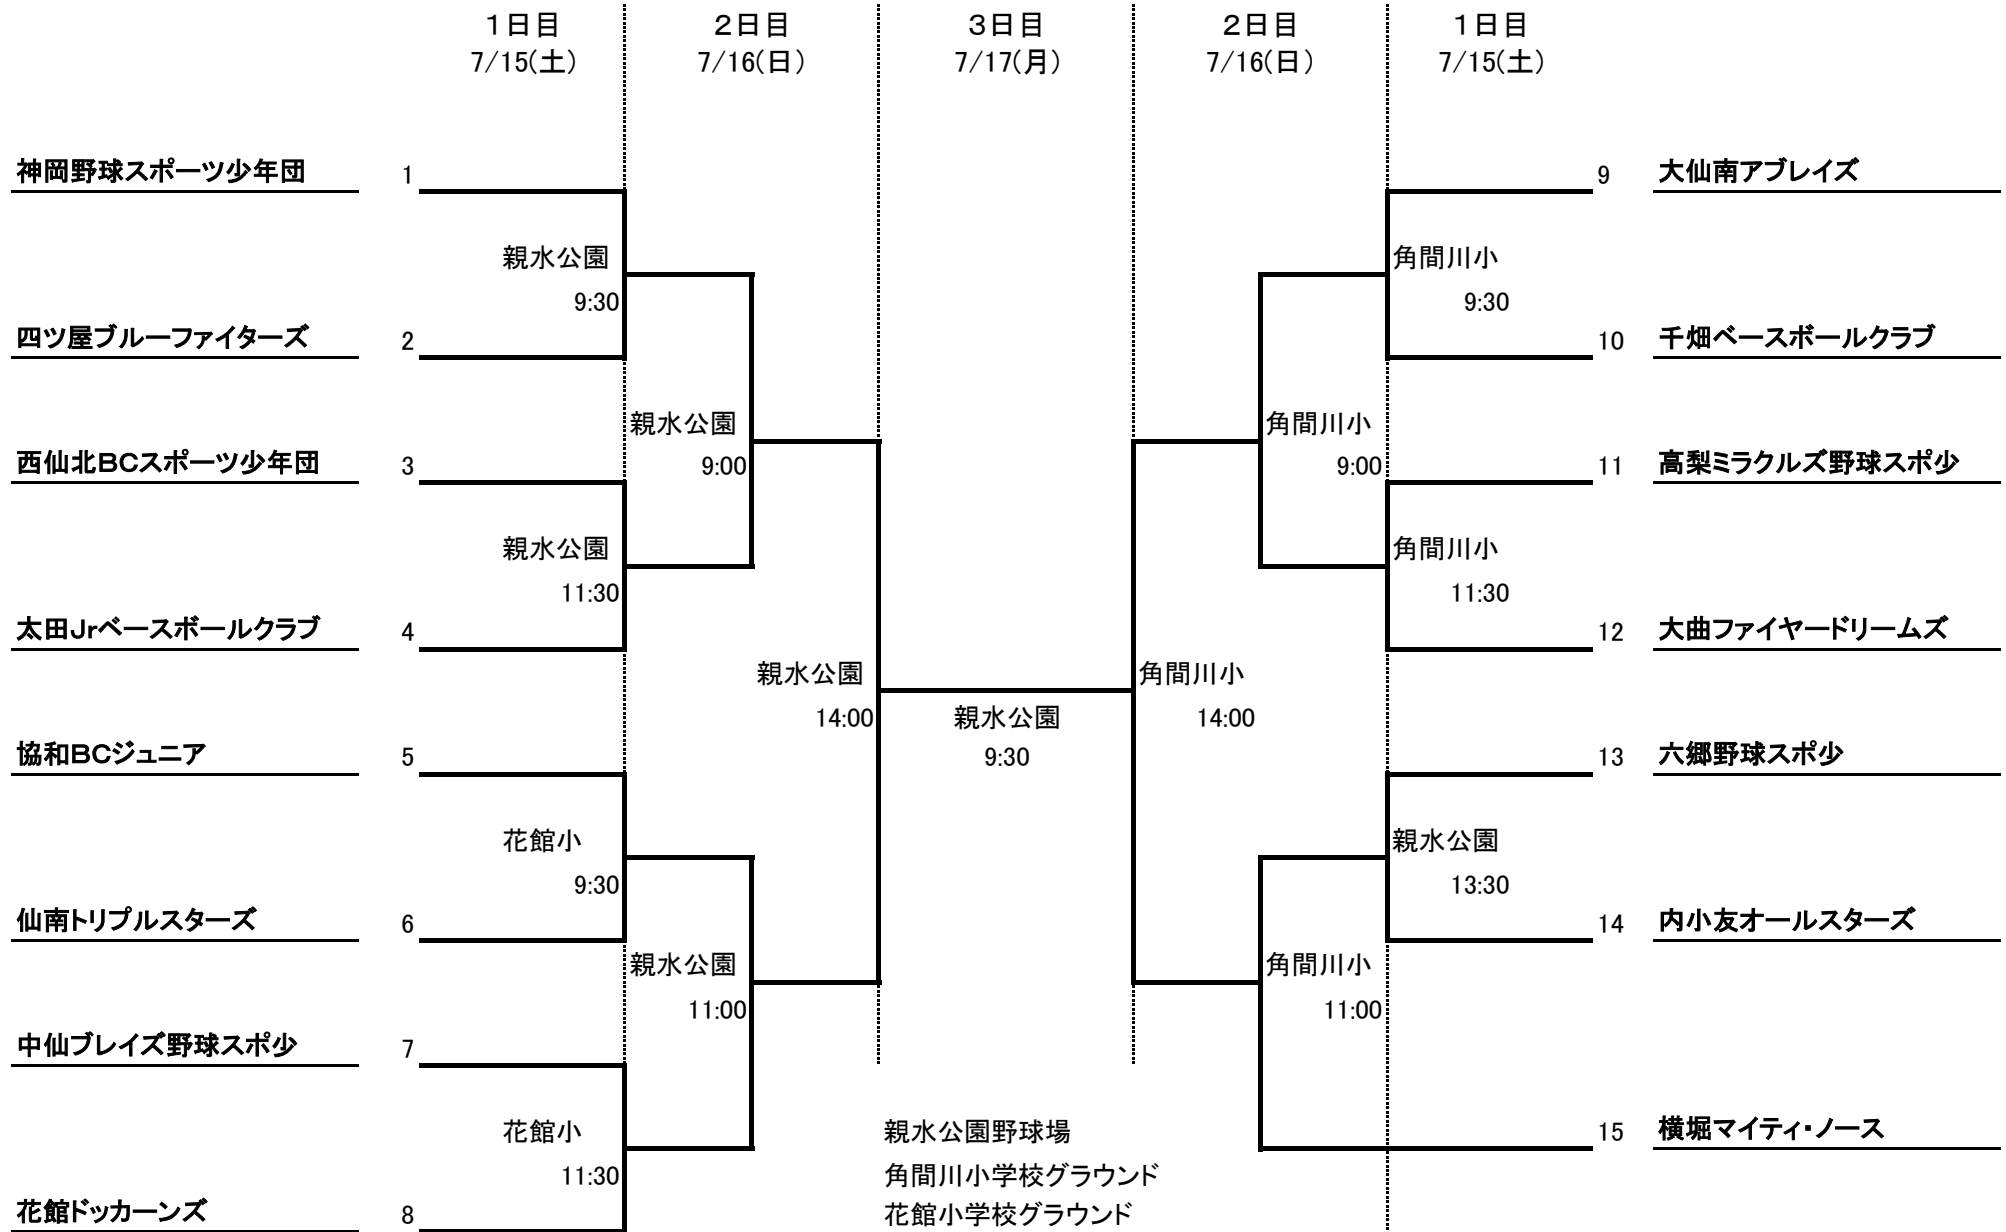 １日目 ２日目 ３日目 ２日目 １日目
7/15(土) 7/16(日) 7/17(月) 7/16(日) 7/15(土)
神岡野球スポーツ少年団 1 9 大仙南アブレイズ
親水公園 角間川小
9:30 9:30
四ツ屋ブルーファイターズ 2 10 千畑ベースボールクラブ
親水公園 角間川小
西仙北BCスポーツ少年団 3 9:00 9:00 11 高梨ミラクルズ野球スポ少
親水公園 角間川小
11:30 11:30
太田Jrベースボールクラブ 4 12 大曲ファイヤードリームズ
親水公園 角間川小
14:00 親水公園 14:00
協和BCジュニア 5 9:30 13 六郷野球スポ少
花館小 親水公園
9:30 13:30
仙南トリプルスターズ 6 14 内小友オールスターズ
親水公園 角間川小
11:00 11:00
中仙ブレイズ野球スポ少 7
花館小 親水公園野球場 15 横堀マイティ・ノース
11:30 角間川小学校グラウンド
花館ドッカーンズ 8 花館小学校グラウンド